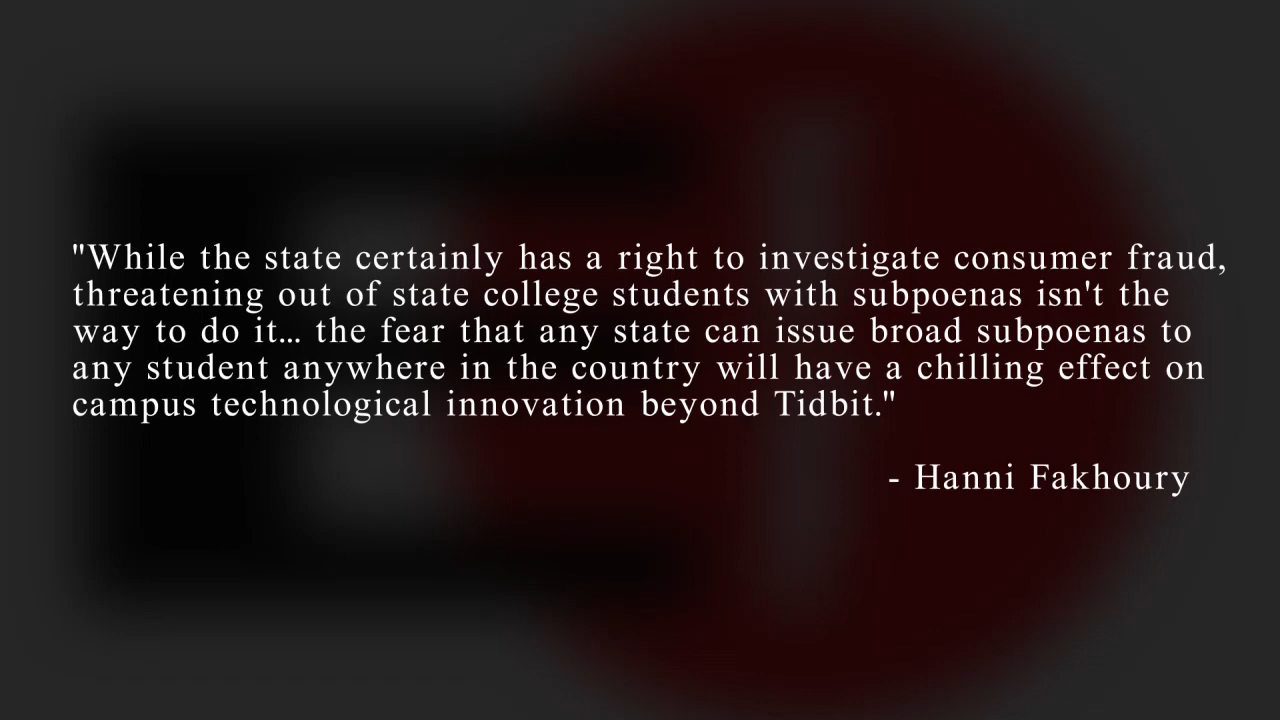 "While the state certainly has a right to investigate consumer fraud,
threatening out of state college students with subpoenas isn't the
way to do it... the fear that any state can issue broad subpoenas to
any student anywhere in the country will have a chilling effect on
campus technological innovation beyond Tidbit."
- Hanni Fakhoury